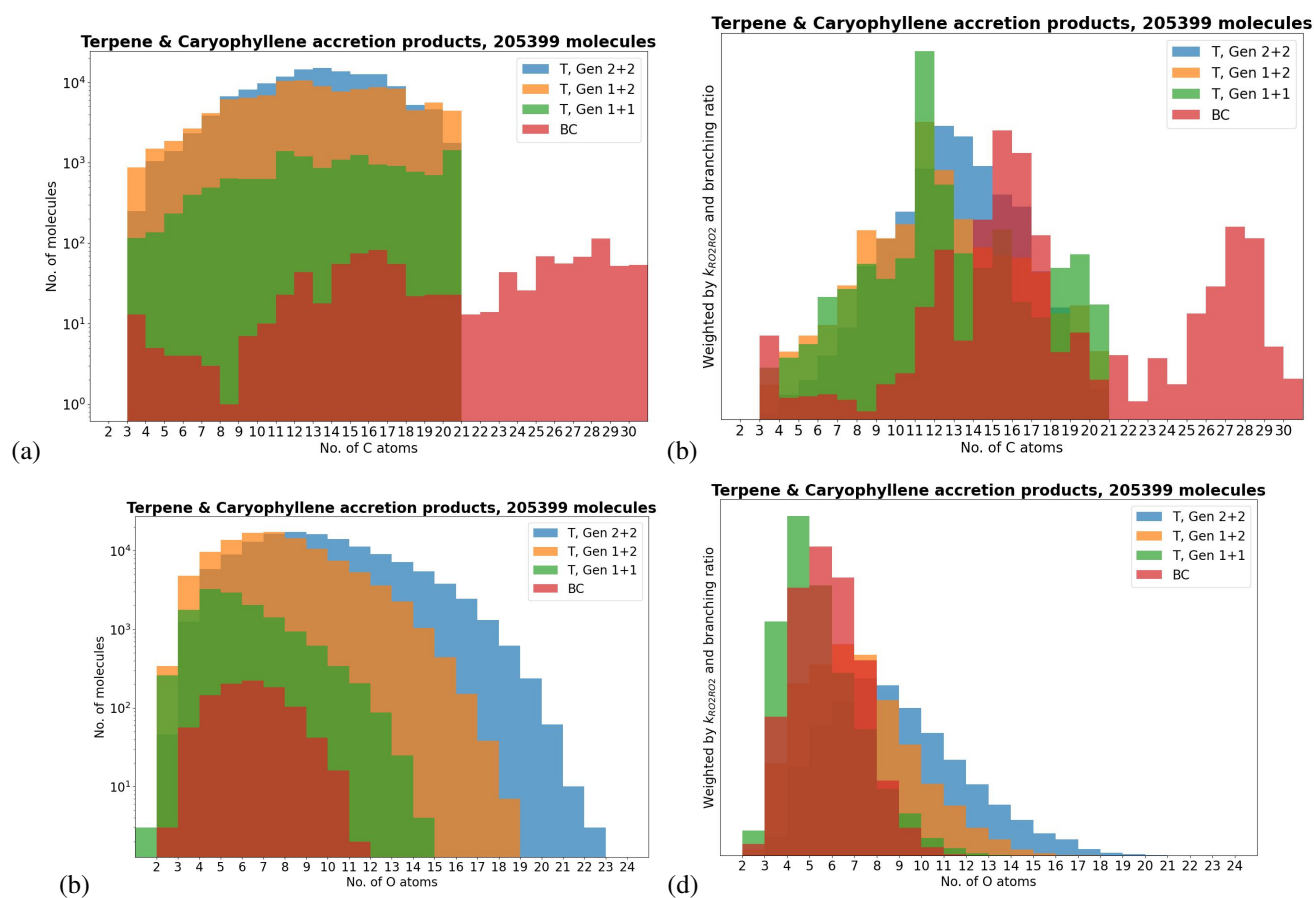 Terpene & Caryophyllene accretion products, 205399 molecules
T, Gen 2+2
T, Gen 1+2
T, Gen 1+1
BC
No. of molecules
10⁴
10³
10²
10¹
10⁰
2 3 4 5 6 7 8 9 10 11 12 13 14 15 16 17 18 19 20 21 22 23 24 25 26 27 28 29 30
No. of C atoms
(a)
Terpene & Caryophyllene accretion products, 205399 molecules
T, Gen 2+2
T, Gen 1+2
T, Gen 1+1
BC
Weighted by k_RO2RO2 and branching ratio
2 3 4 5 6 7 8 9 10 11 12 13 14 15 16 17 18 19 20 21 22 23 24 25 26 27 28 29 30
No. of C atoms
(b)
Terpene & Caryophyllene accretion products, 205399 molecules
T, Gen 2+2
T, Gen 1+2
T, Gen 1+1
BC
No. of molecules
10⁴
10³
10²
10¹
2 3 4 5 6 7 8 9 10 11 12 13 14 15 16 17 18 19 20 21 22 23 24
No. of O atoms
(b)
Terpene & Caryophyllene accretion products, 205399 molecules
T, Gen 2+2
T, Gen 1+2
T, Gen 1+1
BC
Weighted by k_RO2RO2 and branching ratio
2 3 4 5 6 7 8 9 10 11 12 13 14 15 16 17 18 19 20 21 22 23 24
No. of O atoms
(d)